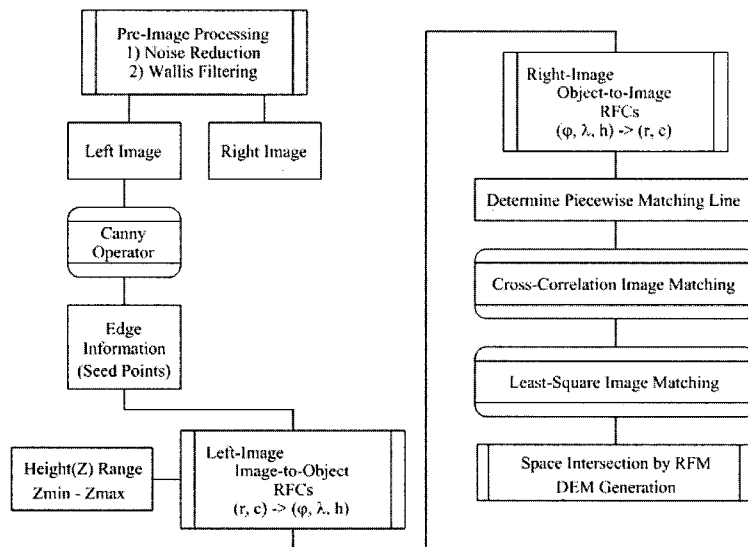 Pre-Image Processing
1) Noise Reduction
2) Wallis Filtering
Left Image
Right Image
Canny
Operator
Edge
Information
(Seed Points)
Height(Z) Range
Zmin - Zmax
Left-Image
Image-to-Object
RFCs
(r, c) -> (φ, λ, h)
Right-Image
Object-to-Image
RFCs
(φ, λ, h) -> (r, c)
Determine Piecewise Matching Line
Cross-Correlation Image Matching
Least-Square Image Matching
Space Intersection by RFM
DEM Generation